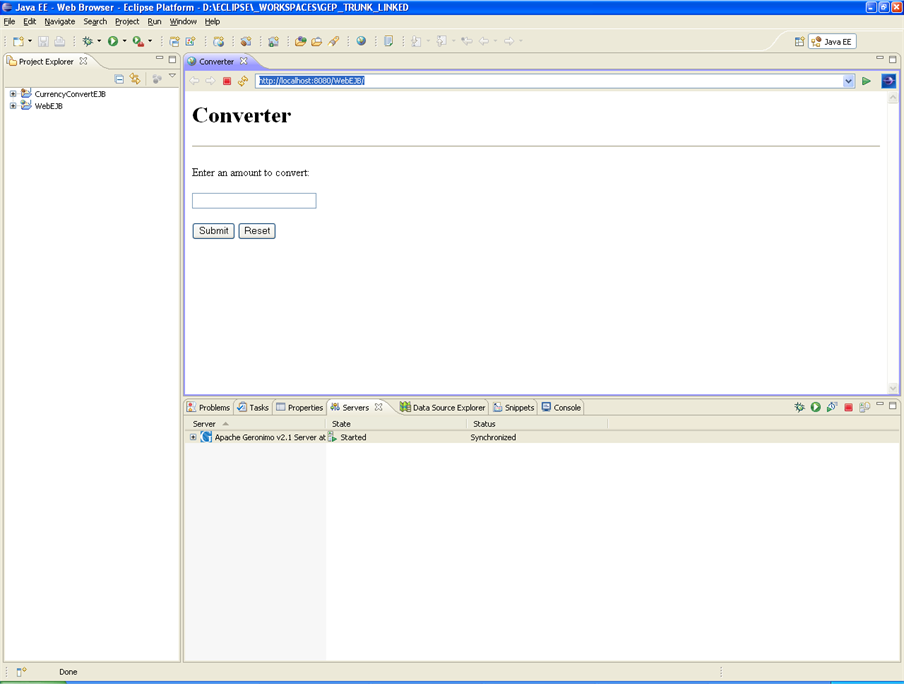 Java EE - Web Browser - Eclipse Platform - D:\ECLIPSE\_WORKSPACES\GEP_TRUNK_LINKED
File Edit Navigate Search Project Run Window Help
Java EE
Project Explorer
CurrencyConvertEJB
WebEJB
Converter
http://localhost:8080/WebEJB/
Converter
Enter an amount to convert:
Submit Reset
Problems Tasks Properties Servers Data Source Explorer Snippets Console
Server State Status
Apache Geronimo v2.1 Server at Started Synchronized
Done